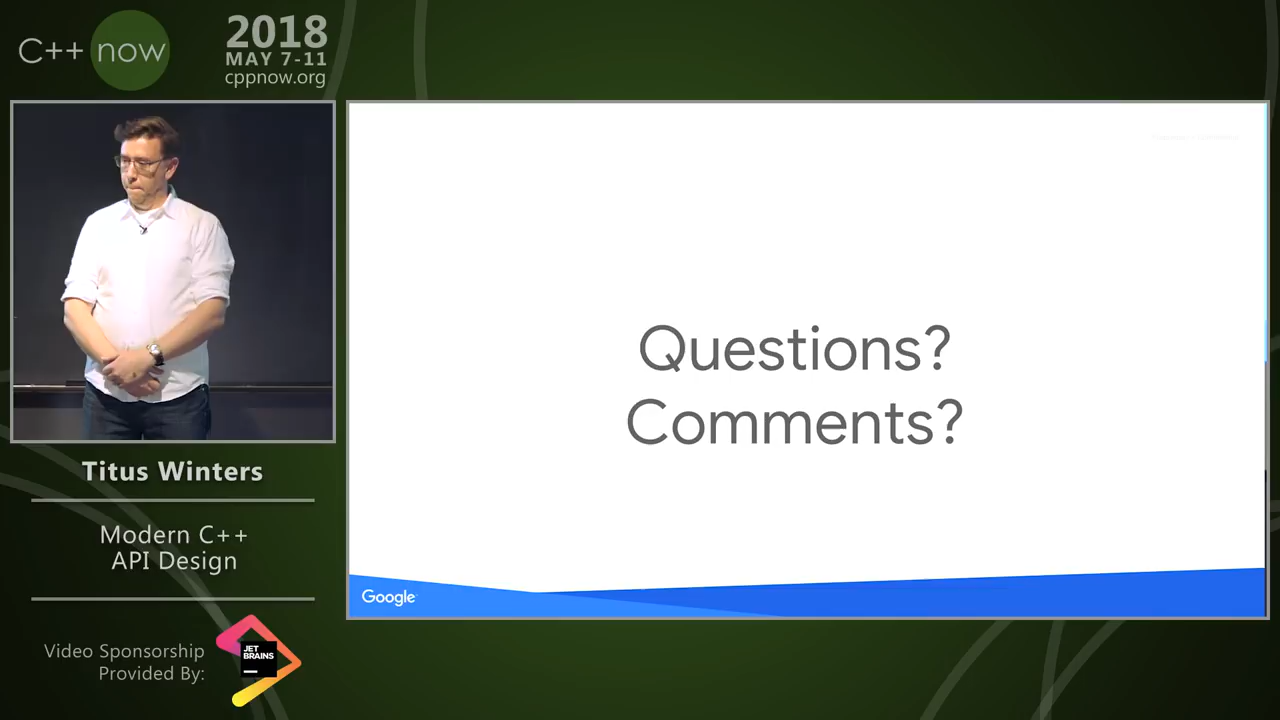 C++ now
2018
MAY 7-11
cppnow.org
Questions?
Comments?
Google
Titus Winters
Modern C++
API Design
Video Sponsorship
Provided By:
JET
BRAINS